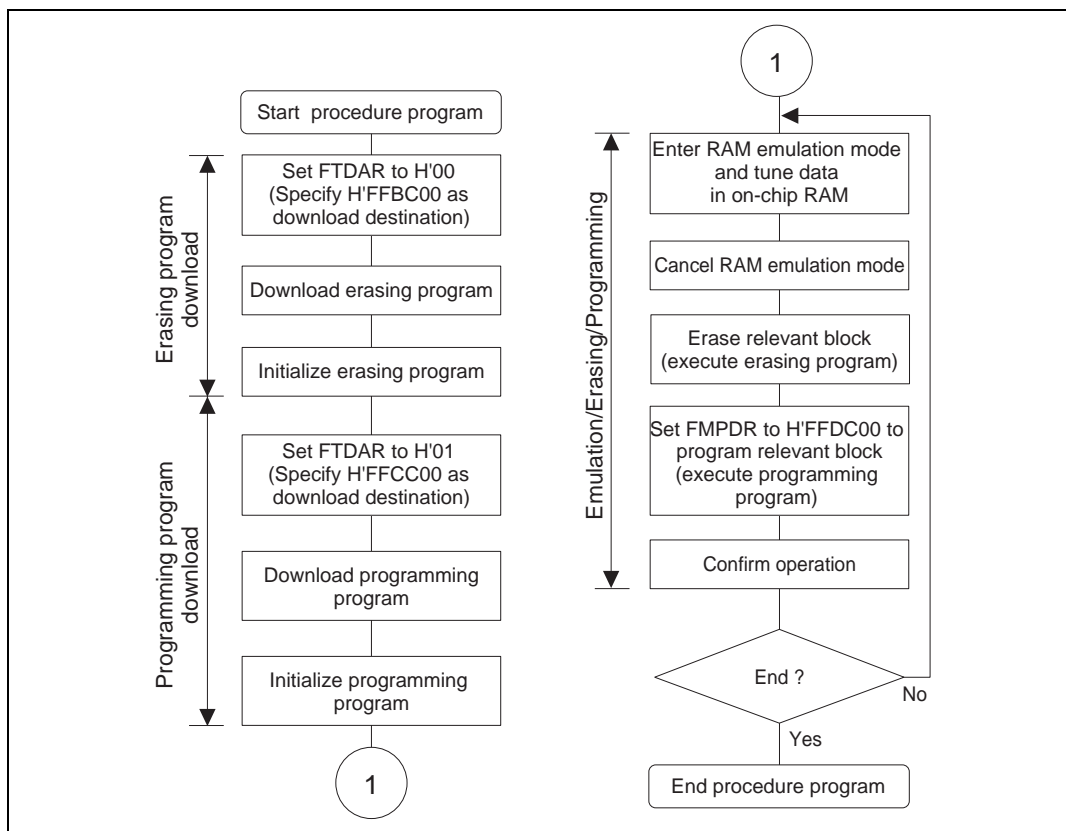 Start procedure program
Erasing program
download
Set FTDAR to H'00
(Specify H'FFBC00 as
download destination)
Download erasing program
Initialize erasing program
Programming program
download
Set FTDAR to H'01
(Specify H'FFCC00 as
download destination)
Download programming
program
Initialize programming
program
1
1
Emulation/Erasing/Programming
Enter RAM emulation mode
and tune data
in on-chip RAM
Cancel RAM emulation mode
Erase relevant block
(execute erasing program)
Set FMPDR to H'FFDC00 to
program relevant block
(execute programming
program)
Confirm operation
End ?
No
Yes
End procedure program